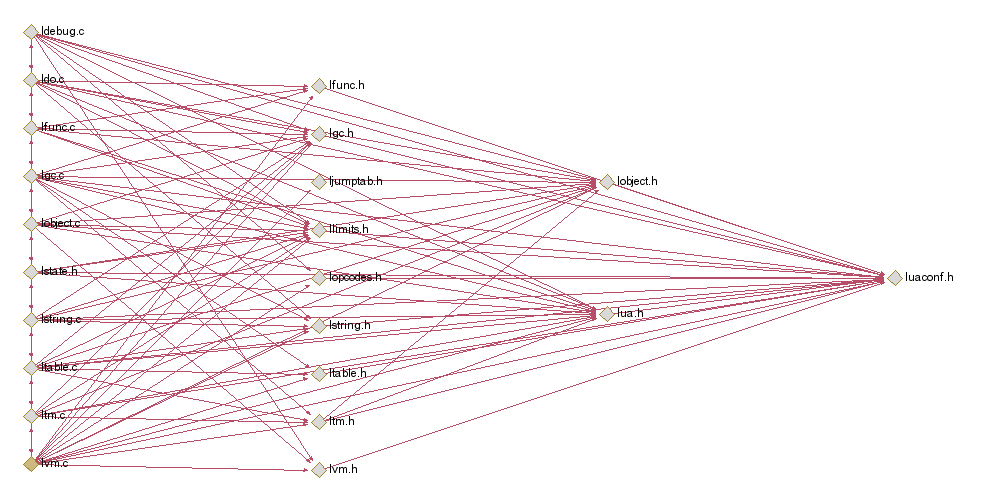 ldebug.c
ldo.c
lfunc.c
lgc.c
lobject.c
lstate.h
lstring.c
ltable.c
ltm.c
lvm.c
lfunc.h
lgc.h
ljumptab.h
llimits.h
lopcodes.h
lstring.h
ltable.h
ltm.h
lvm.h
lobject.h
lua.h
luaconf.h